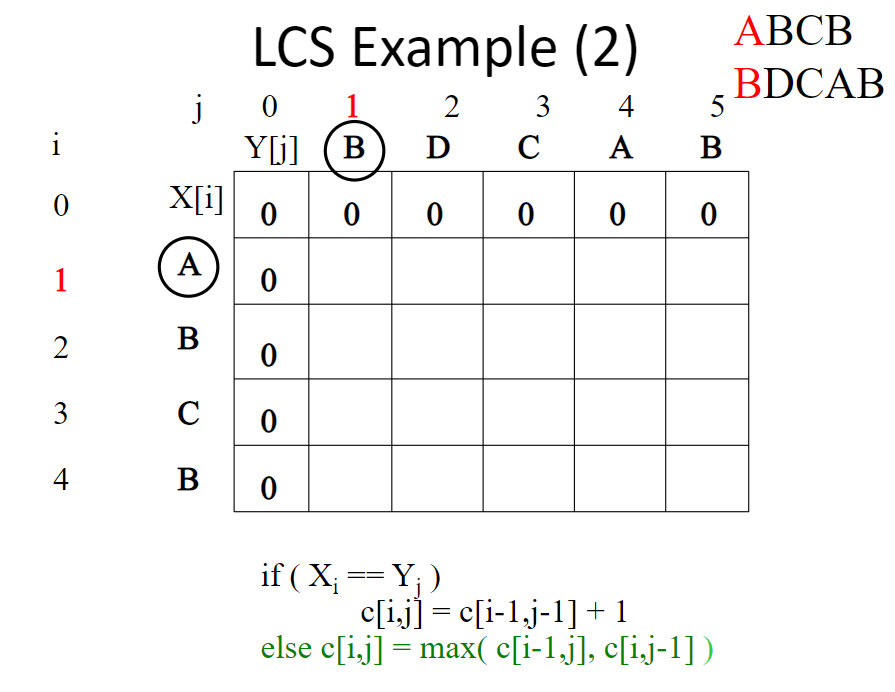 LCS Example (2)
ABCB
BDCAB
j 0 1 2 3 4 5
i Y[j] B D C A B
0 X[i] 0 0 0 0 0 0
1 A 0
2 B 0
3 C 0
4 B 0
if ( Xi == Yj )
c[i,j] = c[i-1,j-1] + 1
else c[i,j] = max( c[i-1,j], c[i,j-1] )